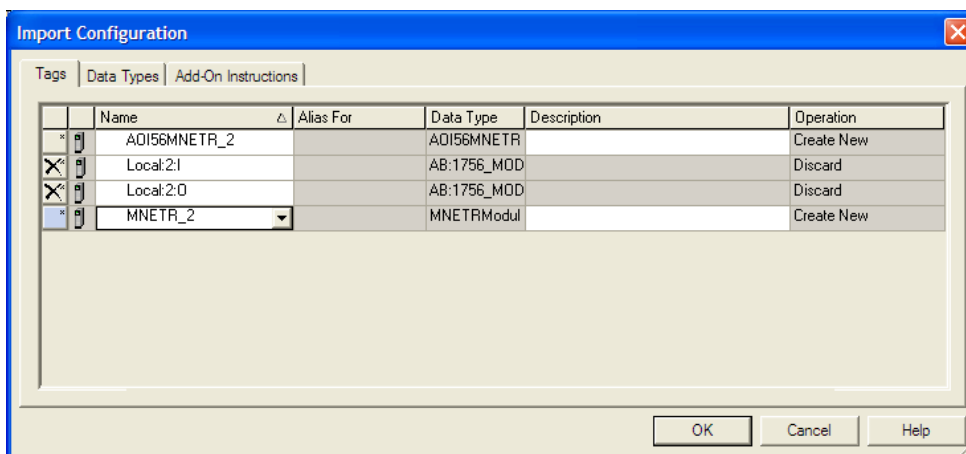 Import Configuration
Tags Data Types Add-On Instructions
Name Alias For Data Type Description Operation
AOI56MNETR_2 AOI56MNETR Create New
Local:2:I AB:1756_MOD Discard
Local:2:O AB:1756_MOD Discard
MNETR_2 MNETRModul Create New
OK Cancel Help